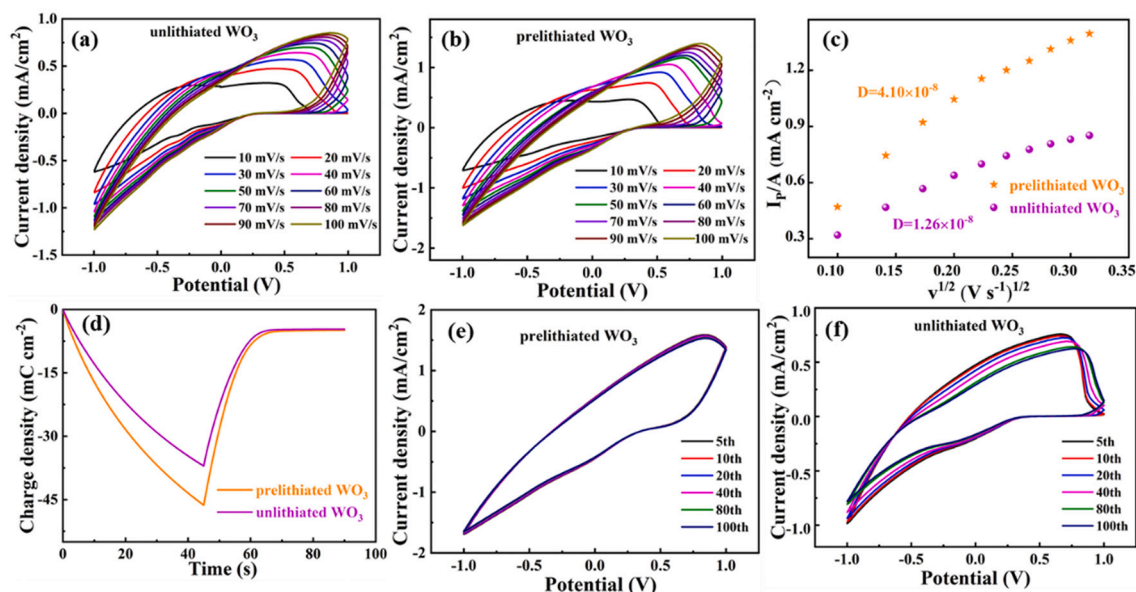 (a)
unlithiated WO3
Current density (mA/cm2)
1.0
0.5
0.0
-0.5
-1.0
-1.5
10 mV/s 20 mV/s
30 mV/s 40 mV/s
50 mV/s 60 mV/s
70 mV/s 80 mV/s
90 mV/s 100 mV/s
-1.0 -0.5 0.0 0.5 1.0
Potential (V)
(b)
prelithiated WO3
Current density (mA/cm2)
2
1
0
-1
-2
10 mV/s 20 mV/s
30 mV/s 40 mV/s
50 mV/s 60 mV/s
70 mV/s 80 mV/s
90 mV/s 100 mV/s
-1.0 -0.5 0.0 0.5 1.0
Potential (V)
(c)
IP/A (mA cm-2)
1.2
0.9
0.6
0.3
D=4.10×10-8
prelithiated WO3
unlithiated WO3
D=1.26×10-8
0.10 0.15 0.20 0.25 0.30 0.35
v1/2 (V s-1)1/2
(d)
Charge density (mC cm-2)
0
-15
-30
-45
prelithiated WO3
unlithiated WO3
0 20 40 60 80 100
Time (s)
(e)
prelithiated WO3
Current density (mA/cm2)
2
1
0
-1
-2
5th
10th
20th
40th
80th
100th
-1.0 -0.5 0.0 0.5 1.0
Potential (V)
(f)
unlithiated WO3
Current density (mA/cm2)
1.0
0.5
0.0
-0.5
-1.0
5th
10th
20th
40th
80th
100th
-1.0 -0.5 0.0 0.5 1.0
Potential (V)